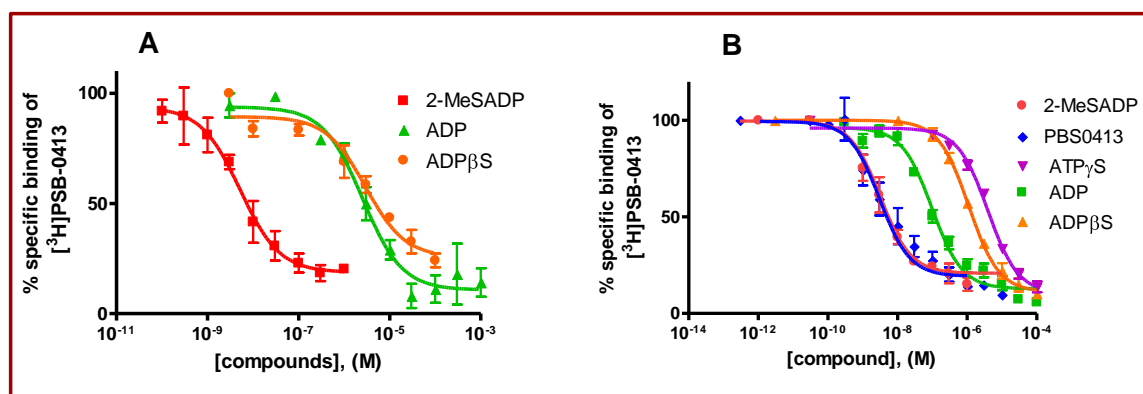 A
% specific binding of
[³H]PSB-0413
100
50
0
10⁻¹¹
10⁻⁹
10⁻⁷
10⁻⁵
10⁻³
[compounds], (M)
2-MeSADP
ADP
ADPβS
B
% specific binding of
[³H]PSB-0413
100
50
0
10⁻¹⁴
10⁻¹²
10⁻¹⁰
10⁻⁸
10⁻⁶
10⁻⁴
[compound], (M)
2-MeSADP
PBS0413
ATPγS
ADP
ADPβS